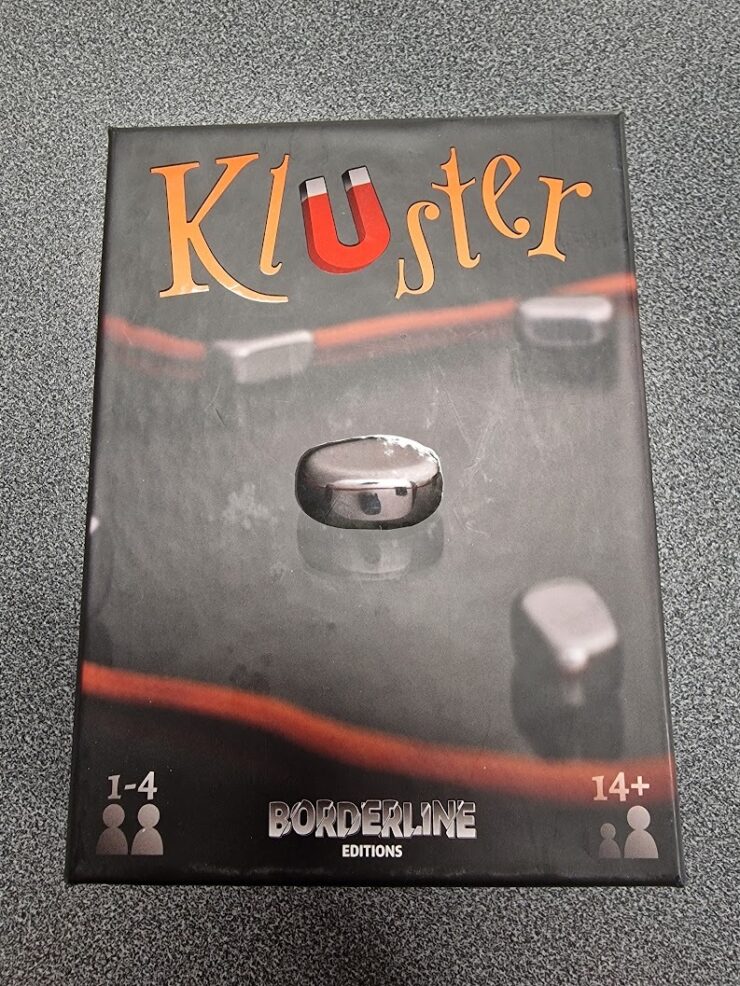 Kluster
1-4
14+
BORDERLINE
EDITIONS